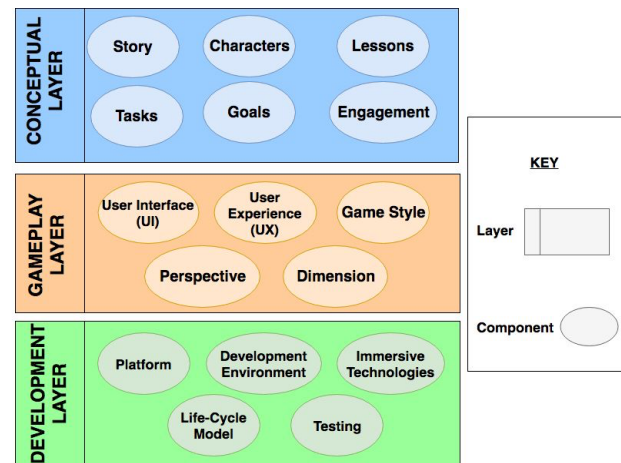 CONCEPTUAL
LAYER
Story
Characters
Lessons
Tasks
Goals
Engagement
GAMEPLAY
LAYER
User Interface
(UI)
User
Experience
(UX)
Game Style
Perspective
Dimension
DEVELOPMENT
LAYER
Platform
Development
Environment
Immersive
Technologies
Life-Cycle
Model
Testing
KEY
Layer
Component